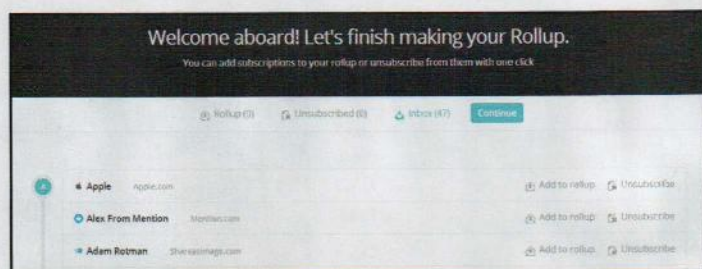 Welcome aboard! Let's finish making your Rollup.
You can add subscriptions to your rollup or unsubscribe from them with one click
Rollup (0) Unsubscribed (0) Inbox (47) Continue
A Apple Apple.com Add to rollup Unsubscribe
Alex From Mention Mention.com Add to rollup Unsubscribe
Adam Rotman Shareasimage.com Add to rollup Unsubscribe